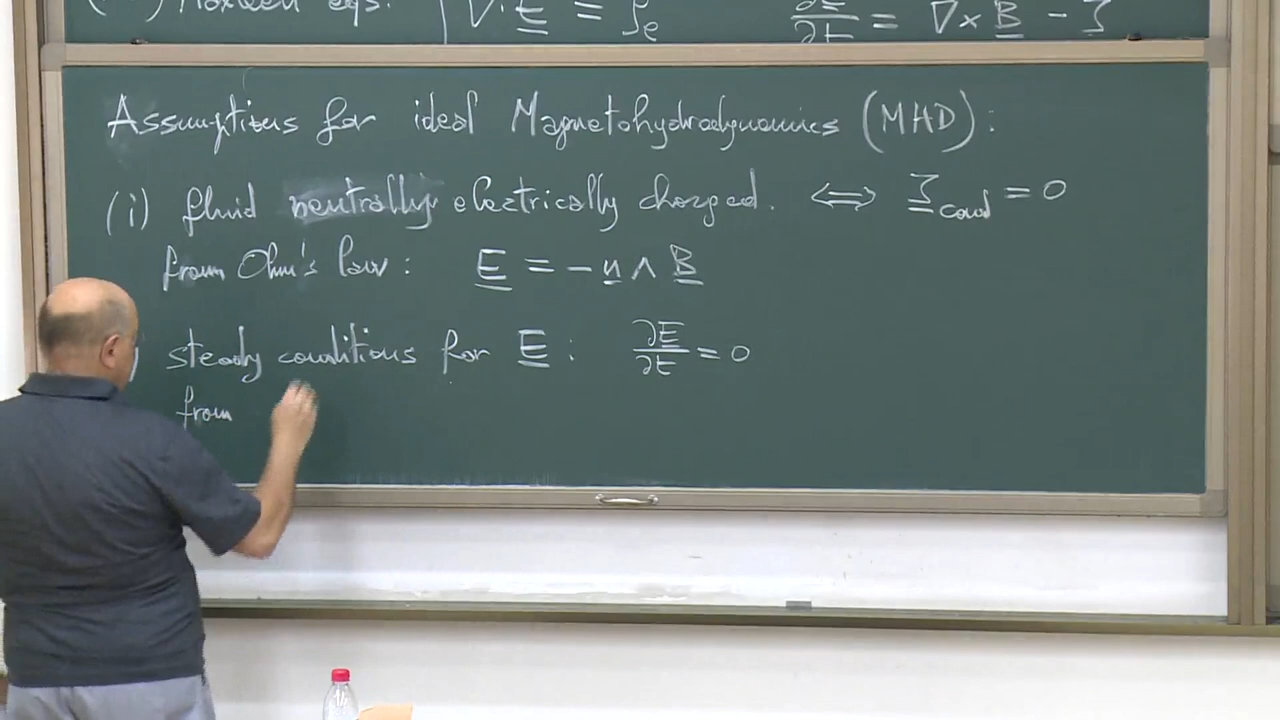 Maxwell eqs. ∇·E = ρe ∂E/∂t = ∇×B - J
Assumptions for ideal Magnetohydrodynamics (MHD):
(i) fluid neutrally electrically charged. ⟺ J cond = 0
from Ohm's law: E = -u ∧ B
) steady conditions for E: ∂E/∂t = 0
from